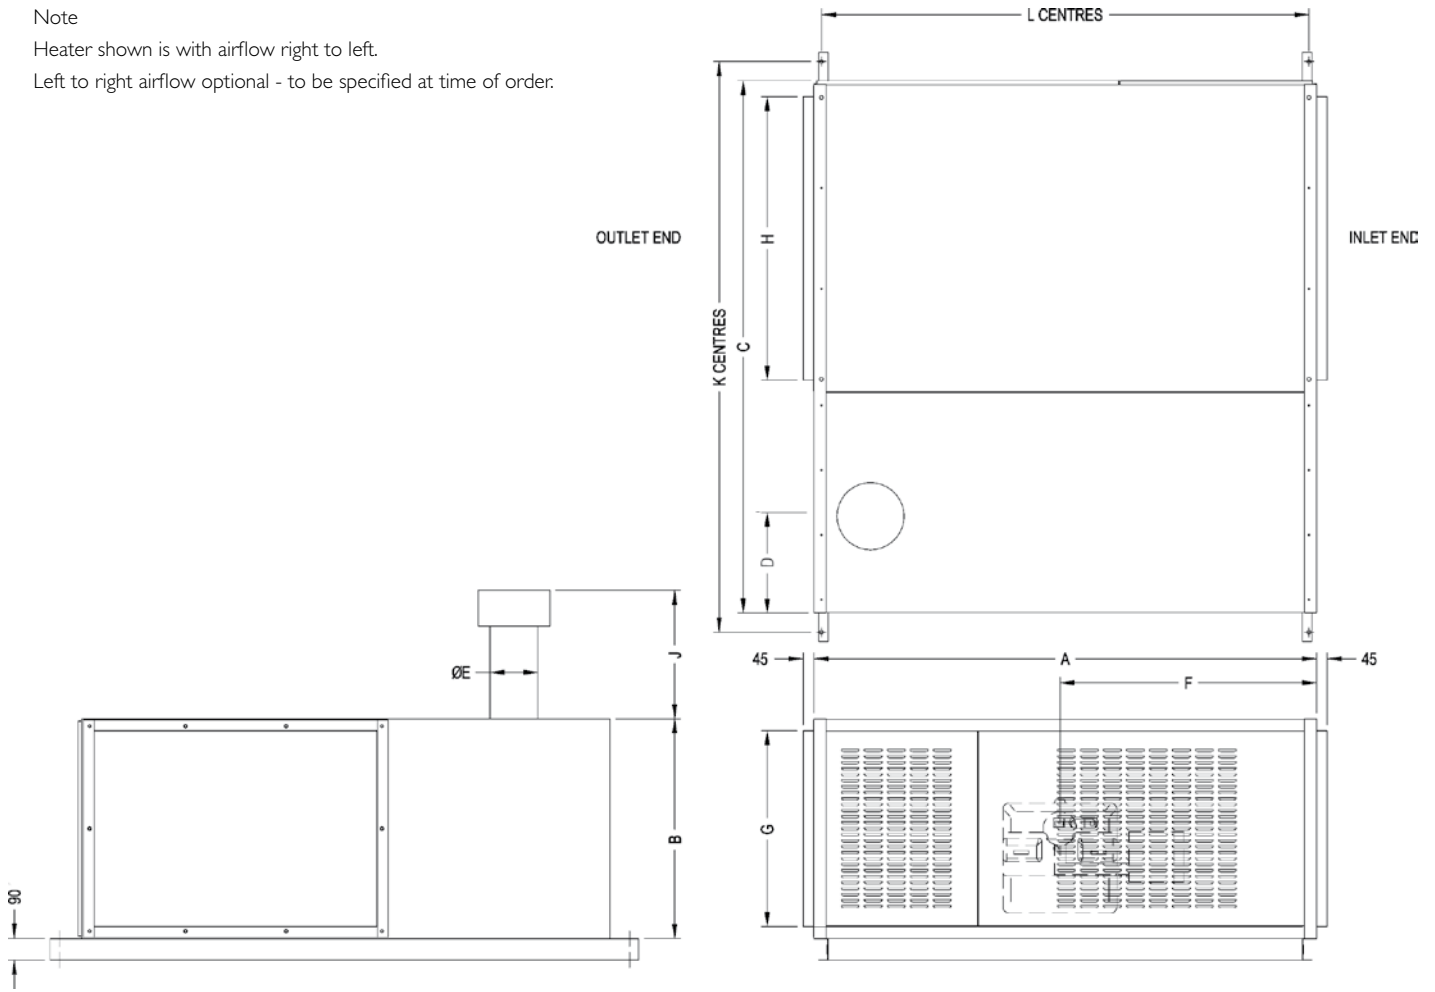 Note
Heater shown is with airflow right to left.
Left to right airflow optional - to be specified at time of order.
L CENTRES
OUTLET END
INLET END
H
K CENTRES
C
D
45
A
45
F
J
ØE
B
G
90